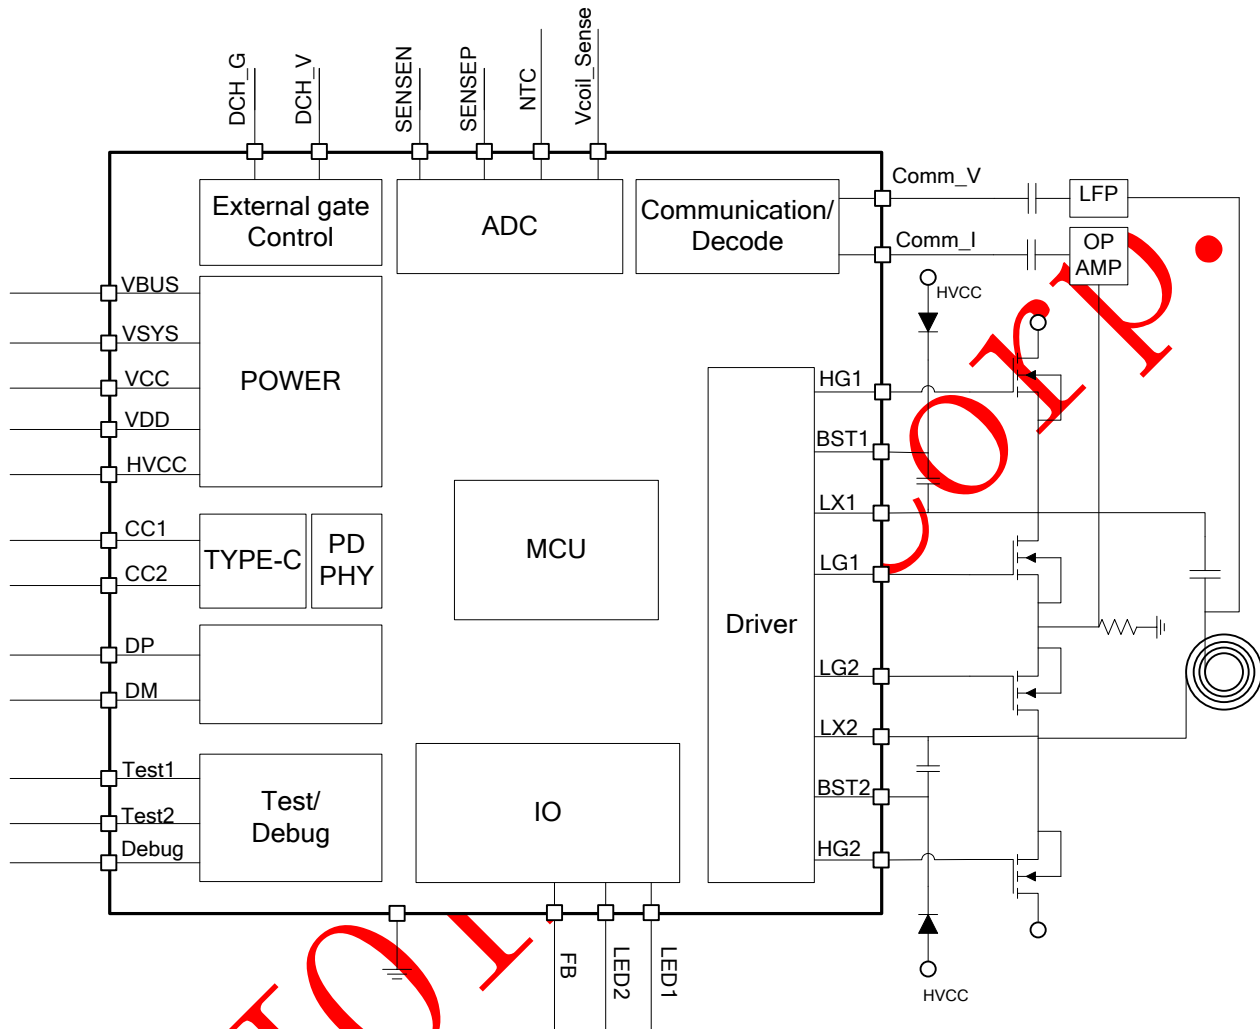 DCH_G
DCH_V
SENSEN
SENSEP
NTC
Vcoil_Sense
External gate
Control
ADC
Communication/
Decode
Comm_V
LFP
Comm_I
OP
AMP
HVCC
VBUS
VSYS
VCC
VDD
HVCC
POWER
HG1
BST1
LX1
LG1
LG2
LX2
BST2
HG2
Driver
MCU
CC1
CC2
TYPE-C
PD
PHY
DP
DM
Test1
Test2
Debug
Test/
Debug
IO
FB
LED2
LED1
HVCC
corp.